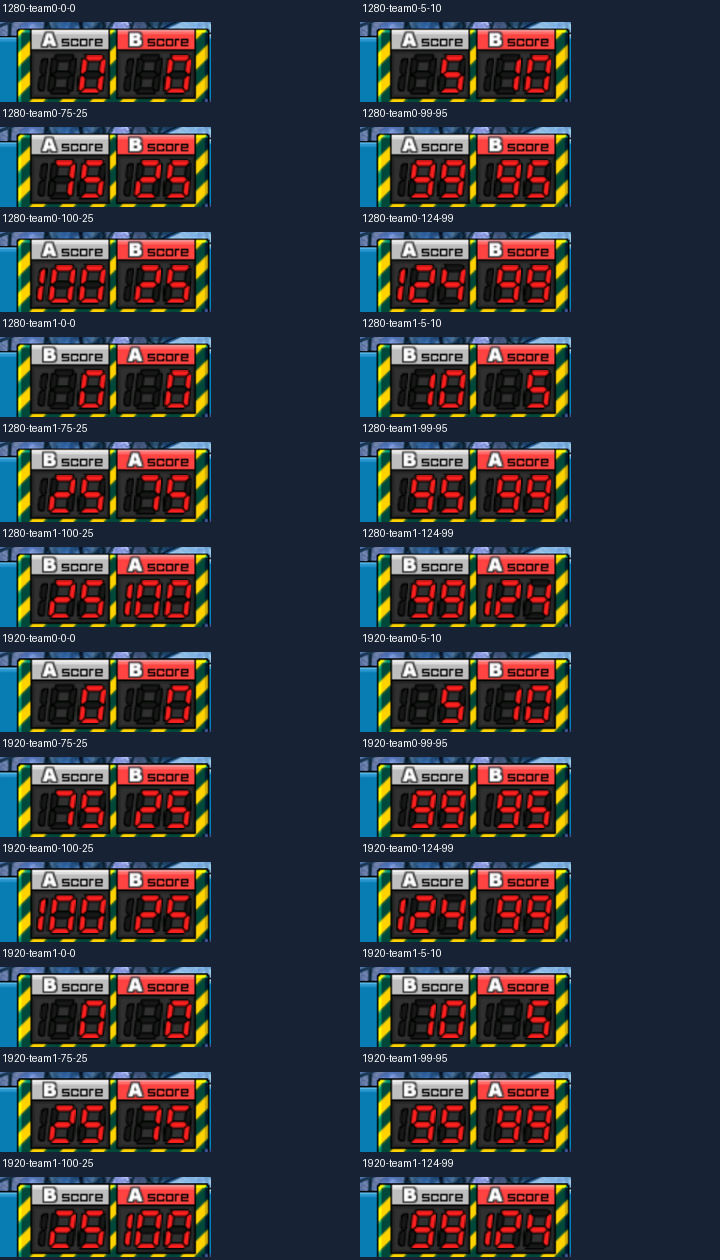 1280-team0-0-0 1280-team0-5-10
A score B score A score B score
0 0 5 10
1280-team0-75-25 1280-team0-99-95
A score B score A score B score
75 25 99 95
1280-team0-100-25 1280-team0-124-99
A score B score A score B score
100 25 124 99
1280-team1-0-0 1280-team1-5-10
B score A score B score A score
0 0 10 5
1280-team1-75-25 1280-team1-99-95
B score A score B score A score
25 75 95 99
1280-team1-100-25 1280-team1-124-99
B score A score B score A score
25 100 99 124
1920-team0-0-0 1920-team0-5-10
A score B score A score B score
0 0 5 10
1920-team0-75-25 1920-team0-99-95
A score B score A score B score
75 25 99 95
1920-team0-100-25 1920-team0-124-99
A score B score A score B score
100 25 124 99
1920-team1-0-0 1920-team1-5-10
B score A score B score A score
0 0 10 5
1920-team1-75-25 1920-team1-99-95
B score A score B score A score
25 75 95 99
1920-team1-100-25 1920-team1-124-99
B score A score B score A score
25 100 99 124